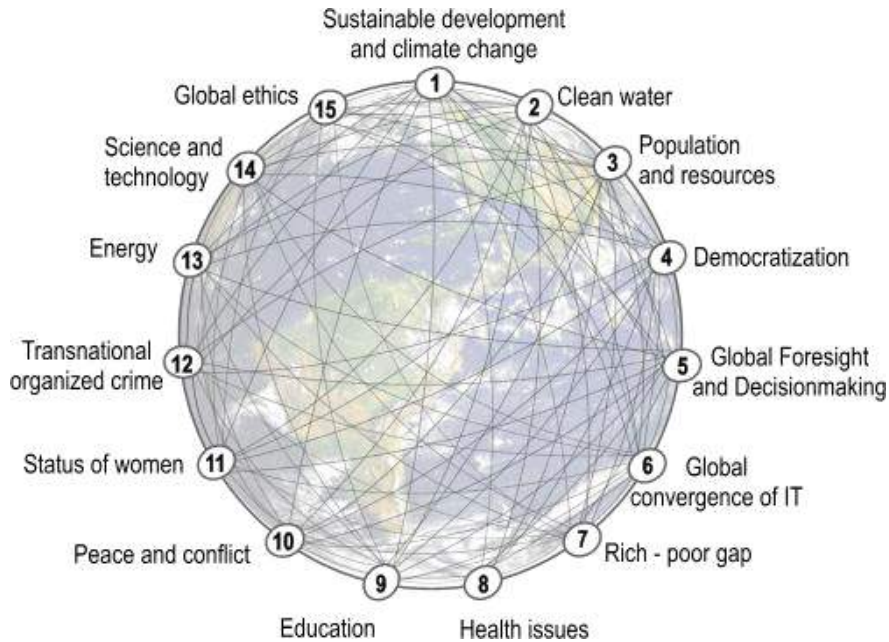 Sustainable development
and climate change
1
2
Clean water
3
Population
and resources
4
Democratization
5
Global Foresight
and Decisionmaking
6
Global
convergence of IT
7
Rich - poor gap
8
Health issues
9
Education
10
Peace and conflict
11
Status of women
12
Transnational
organized crime
13
Energy
14
Science and
technology
15
Global ethics